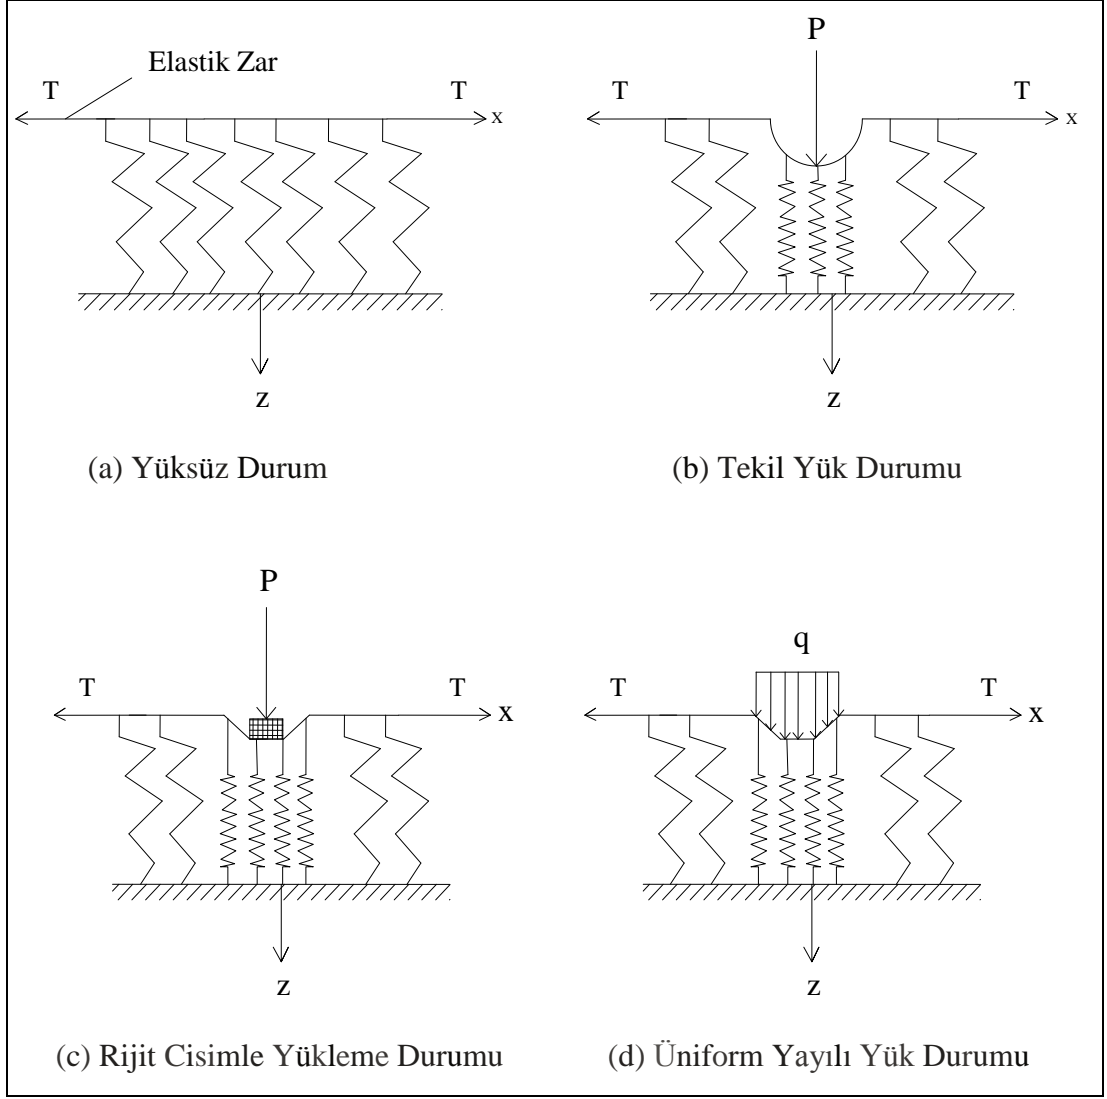 Elastik Zar
T
T
x
z
(a) Yüksüz Durum
P
T
T
x
z
(b) Tekil Yük Durumu
P
T
T
x
z
(c) Rijit Cisimle Yükleme Durumu
q
T
T
x
z
(d) Üniform Yayılı Yük Durumu